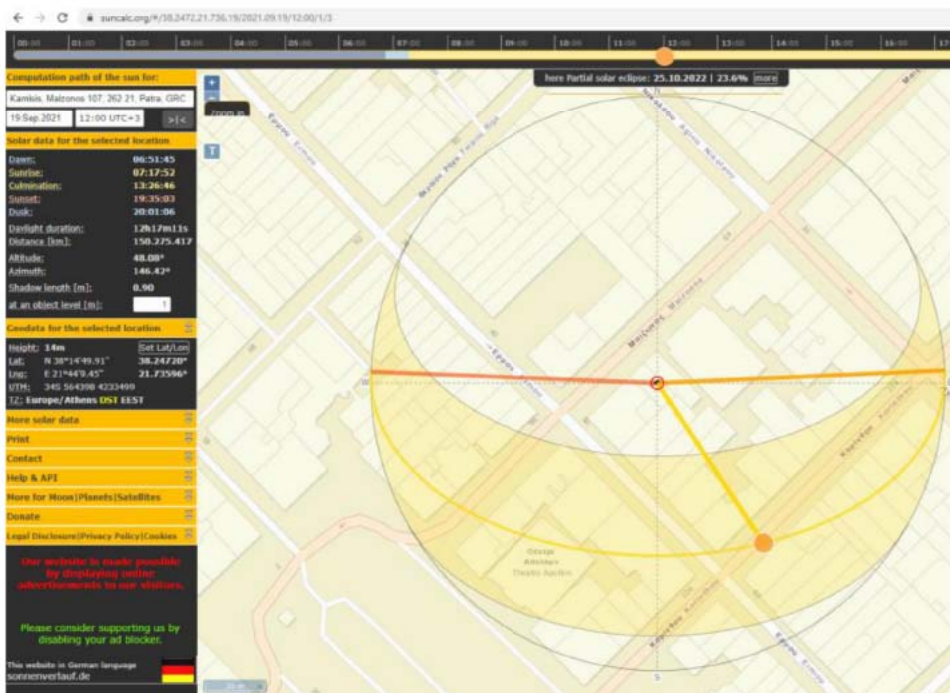 suncalc.org/#/38.2472,21.736,19/2021.09.19/12:00/1/3
00:00 01:00 02:00 03:00 04:00 05:00 06:00 07:00 08:00 09:00 10:00 11:00 12:00 13:00 14:00 15:00 16:00
Computation path of the sun for:
Kamisis, Maizonos 107, 262 21, Patra, GRC
19.Sep.2021 12:00 UTC+3 >|<
Solar data for the selected location
Dawn: 06:51:45
Sunrise: 07:17:52
Culmination: 13:26:46
Sunset: 19:35:03
Dusk: 20:01:06
Daylight duration: 12h17m11s
Distance [km]: 150.275.417
Altitude: 48.08°
Azimuth: 146.42°
Shadow length [m]: 0.90
at an object level [m]: 1
Geodata for the selected location
Height: 14m Set Lat/Lon
Lat: N 38°14'49.91" 38.24720°
Lng: E 21°44'9.45" 21.73596°
UTM: 34S 564398 4233499
TZ: Europe/Athens DST EEST
More solar data
Print
Contact
Help & API
More for Moon|Planets|Satellites
Donate
Legal Disclosure|Privacy Policy|Cookies
Our website is made possible
by displaying online
advertisements to our visitors.
Please consider supporting us by
disabling your ad blocker.
This website in German language
sonnenverlauf.de
+
Zoom in
T
here Partial solar eclipse: 25.10.2022 | 23.6% more
W
S